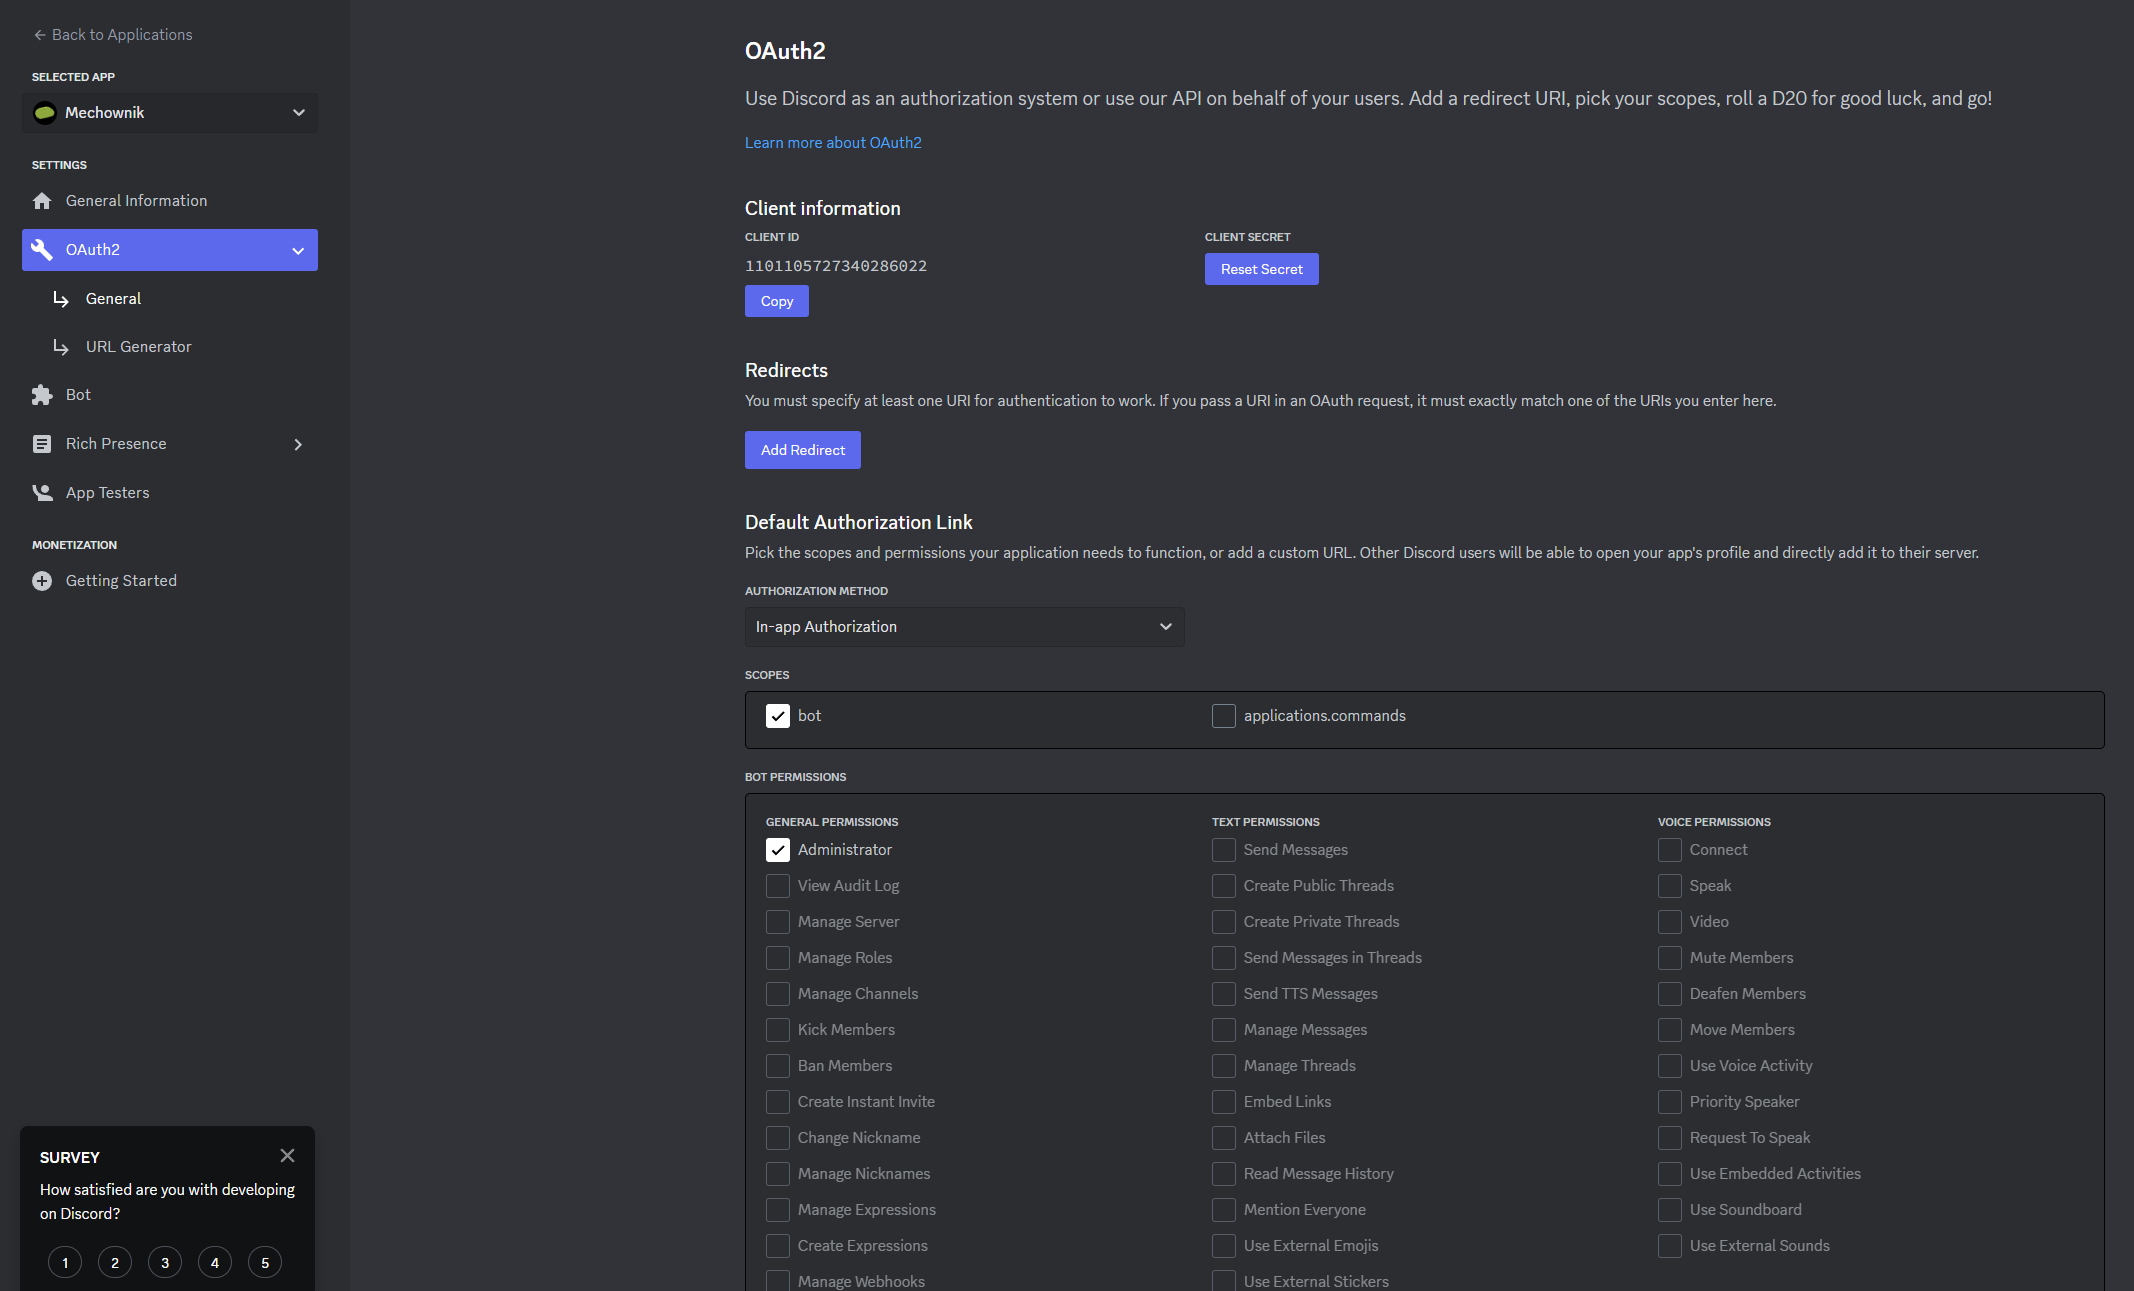 ← Back to Applications
SELECTED APP
Mechownik
SETTINGS
General Information
OAuth2
General
URL Generator
Bot
Rich Presence
App Testers
MONETIZATION
Getting Started
SURVEY
How satisfied are you with developing
on Discord?
1 2 3 4 5
OAuth2
Use Discord as an authorization system or use our API on behalf of your users. Add a redirect URI, pick your scopes, roll a D20 for good luck, and go!
Learn more about OAuth2
Client information
CLIENT ID
1101105727340286022
Copy
CLIENT SECRET
Reset Secret
Redirects
You must specify at least one URI for authentication to work. If you pass a URI in an OAuth request, it must exactly match one of the URIs you enter here.
Add Redirect
Default Authorization Link
Pick the scopes and permissions your application needs to function, or add a custom URL. Other Discord users will be able to open your app's profile and directly add it to their server.
AUTHORIZATION METHOD
In-app Authorization
SCOPES
bot
applications.commands
BOT PERMISSIONS
GENERAL PERMISSIONS
Administrator
View Audit Log
Manage Server
Manage Roles
Manage Channels
Kick Members
Ban Members
Create Instant Invite
Change Nickname
Manage Nicknames
Manage Expressions
Create Expressions
Manage Webhooks
TEXT PERMISSIONS
Send Messages
Create Public Threads
Create Private Threads
Send Messages in Threads
Send TTS Messages
Manage Messages
Manage Threads
Embed Links
Attach Files
Read Message History
Mention Everyone
Use External Emojis
Use External Stickers
VOICE PERMISSIONS
Connect
Speak
Video
Mute Members
Deafen Members
Move Members
Use Voice Activity
Priority Speaker
Request To Speak
Use Embedded Activities
Use Soundboard
Use External Sounds